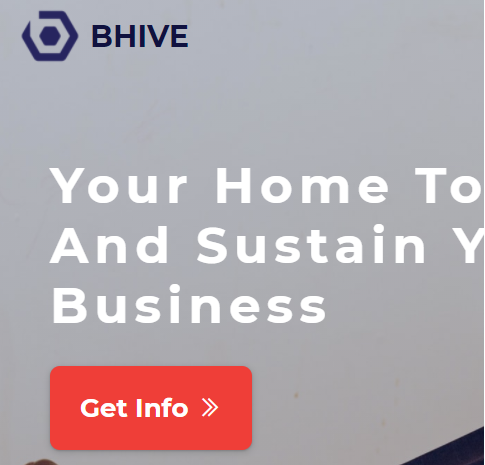 BHIVE
Your Home To
And Sustain Y
Business
Get Info